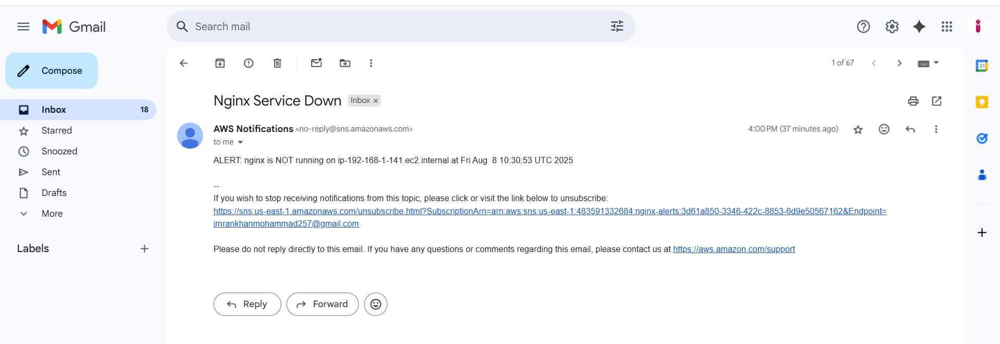 Gmail
Search mail
Compose
1 of 67
Nginx Service Down Inbox ×
Inbox 18
Starred
Snoozed
Sent
Drafts
More
Labels
AWS Notifications <no-reply@sns.amazonaws.com>
4:00 PM (37 minutes ago)
to me
ALERT: nginx is NOT running on ip-192-168-1-141.ec2.internal at Fri Aug  8 10:30:53 UTC 2025
--
If you wish to stop receiving notifications from this topic, please click or visit the link below to unsubscribe:
https://sns.us-east-1.amazonaws.com/unsubscribe.html?SubscriptionArn=arn:aws:sns:us-east-1:483591332684:nginx-alerts:3d61a850-3346-422c-8853-6d9e50567162&Endpoint=
imrankhanmohammad257@gmail.com
Please do not reply directly to this email. If you have any questions or comments regarding this email, please contact us at https://aws.amazon.com/support
Reply
Forward
31